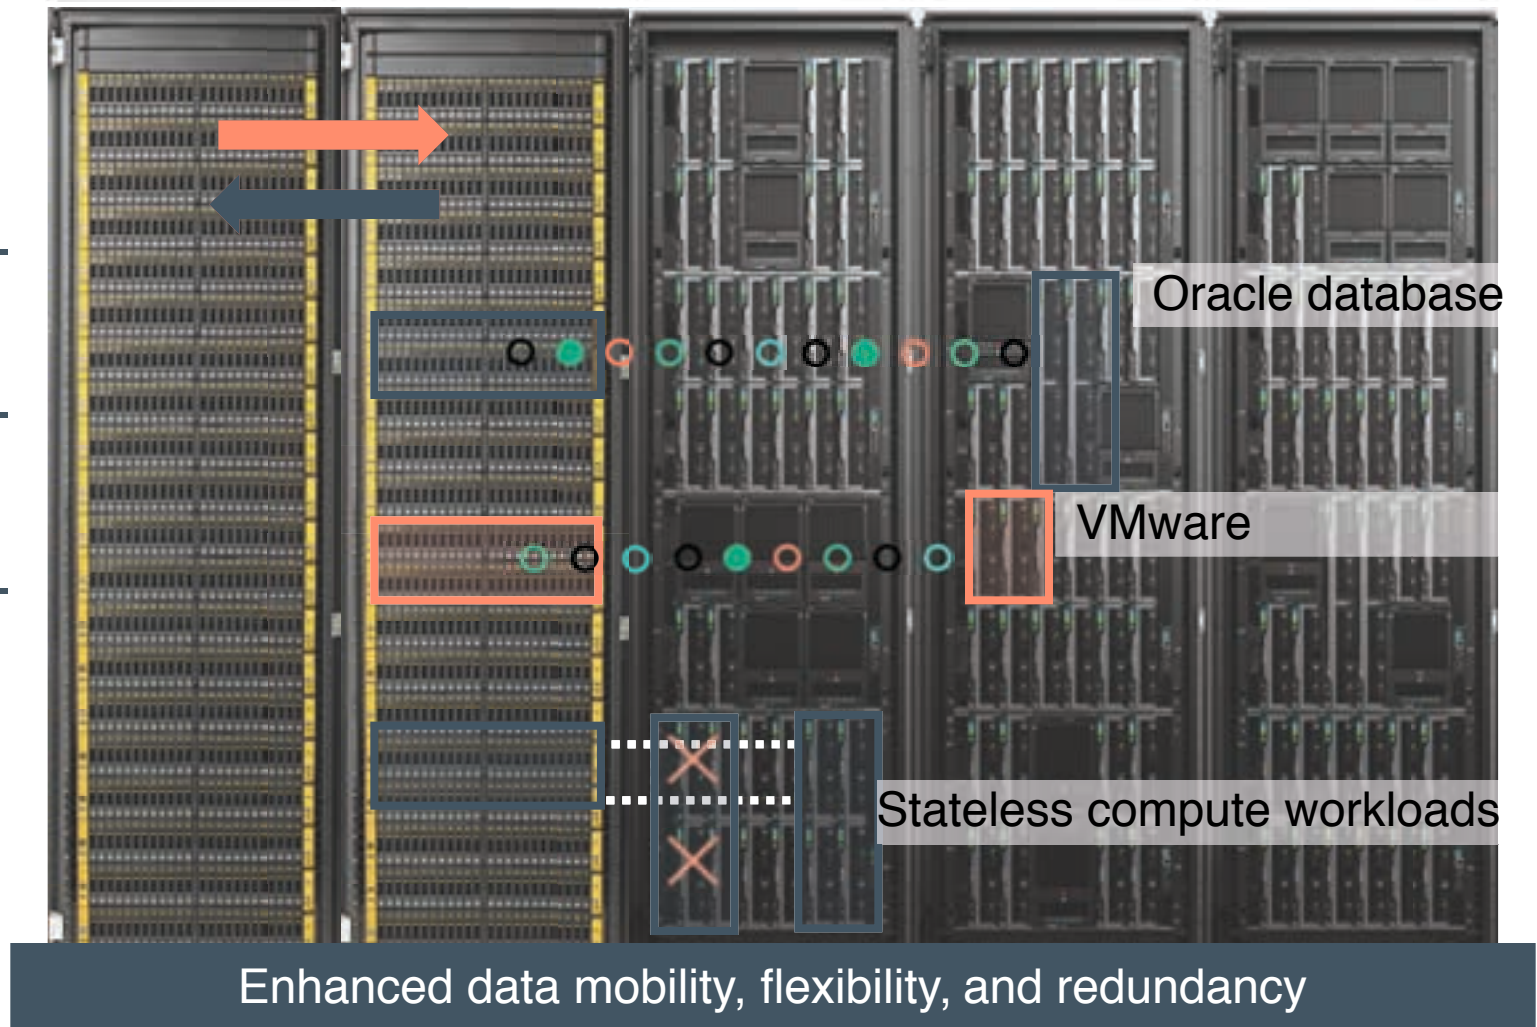 Oracle database
VMware
Stateless compute workloads
Enhanced data mobility, flexibility, and redundancy